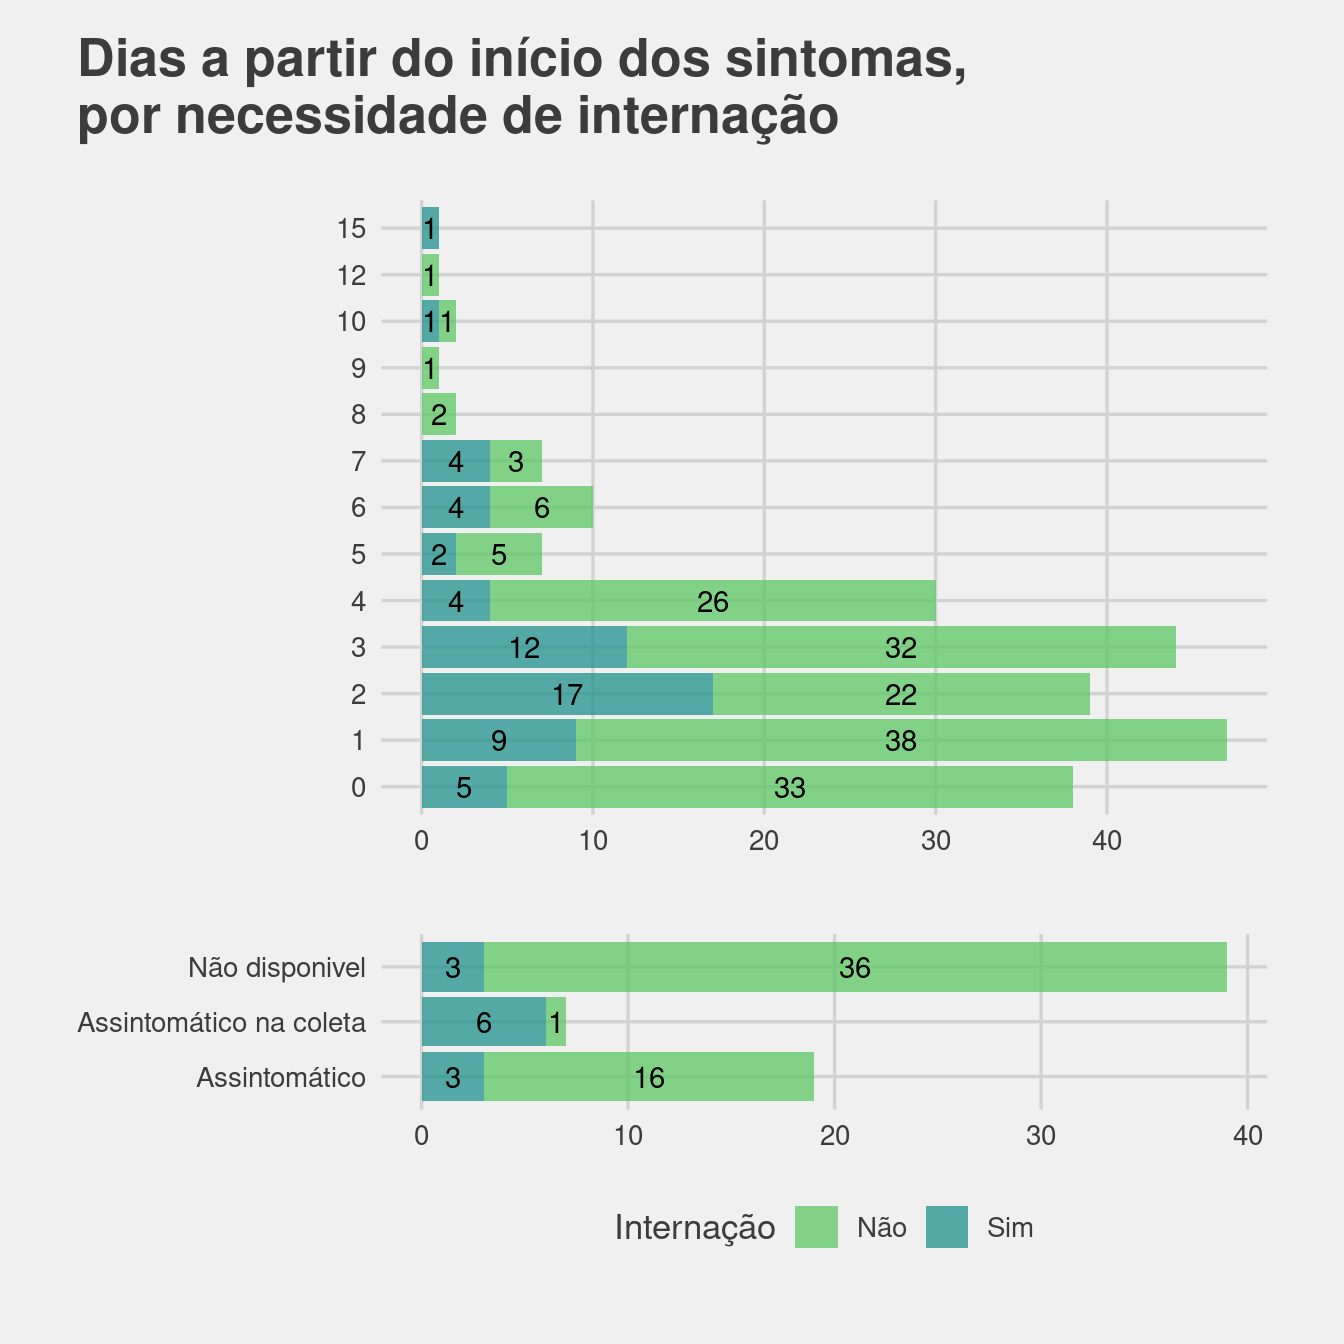 Dias a partir do início dos sintomas,
por necessidade de internação
15 1
12 1
10 1 1
9 1
8 2
7 4 3
6 4 6
5 2 5
4 4 26
3 12 32
2 17 22
1 9 38
0 5 33
0 10 20 30 40
Não disponivel 3 36
Assintomático na coleta 6 1
Assintomático 3 16
0 10 20 30 40
Internação Não Sim